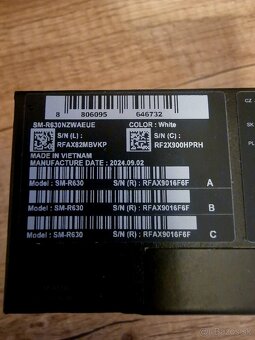 8 806095 646732
SM-R630NZWAEUE COLOR : White
S/N (L) : S/N (C) :
RFAX82MBVKP RF2X900HPRH
MADE IN VIETNAM
MANUFACTURE DATE : 2024.09.02
Model : SM-R630 S/N (R) : RFAX9016F6F A
Model : SM-R630 S/N (R) : RFAX9016F6F B
Model : SM-R630 S/N (R) : RFAX9016F6F C
CZ
SK
PL